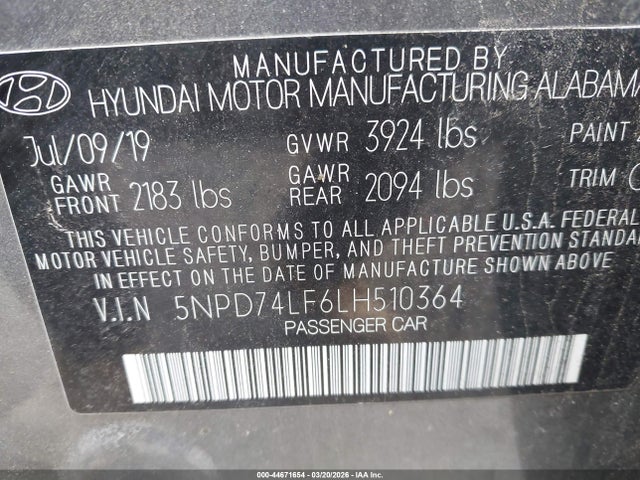 MANUFACTURED BY
HYUNDAI MOTOR MANUFACTURING ALABAMA
Jul/09/19 GVWR 3924 lbs PAINT
GAWR FRONT 2183 lbs GAWR REAR 2094 lbs TRIM
THIS VEHICLE CONFORMS TO ALL APPLICABLE U.S.A. FEDERAL
MOTOR VEHICLE SAFETY, BUMPER, AND THEFT PREVENTION STANDA
IN EFFECT ON THE DATE OF MANUFACTURE SHOWN ABOVE
V.I.N 5NPD74LF6LH510364
PASSENGER CAR
000-44671654 | 03/20/2026 - IAA Corp.